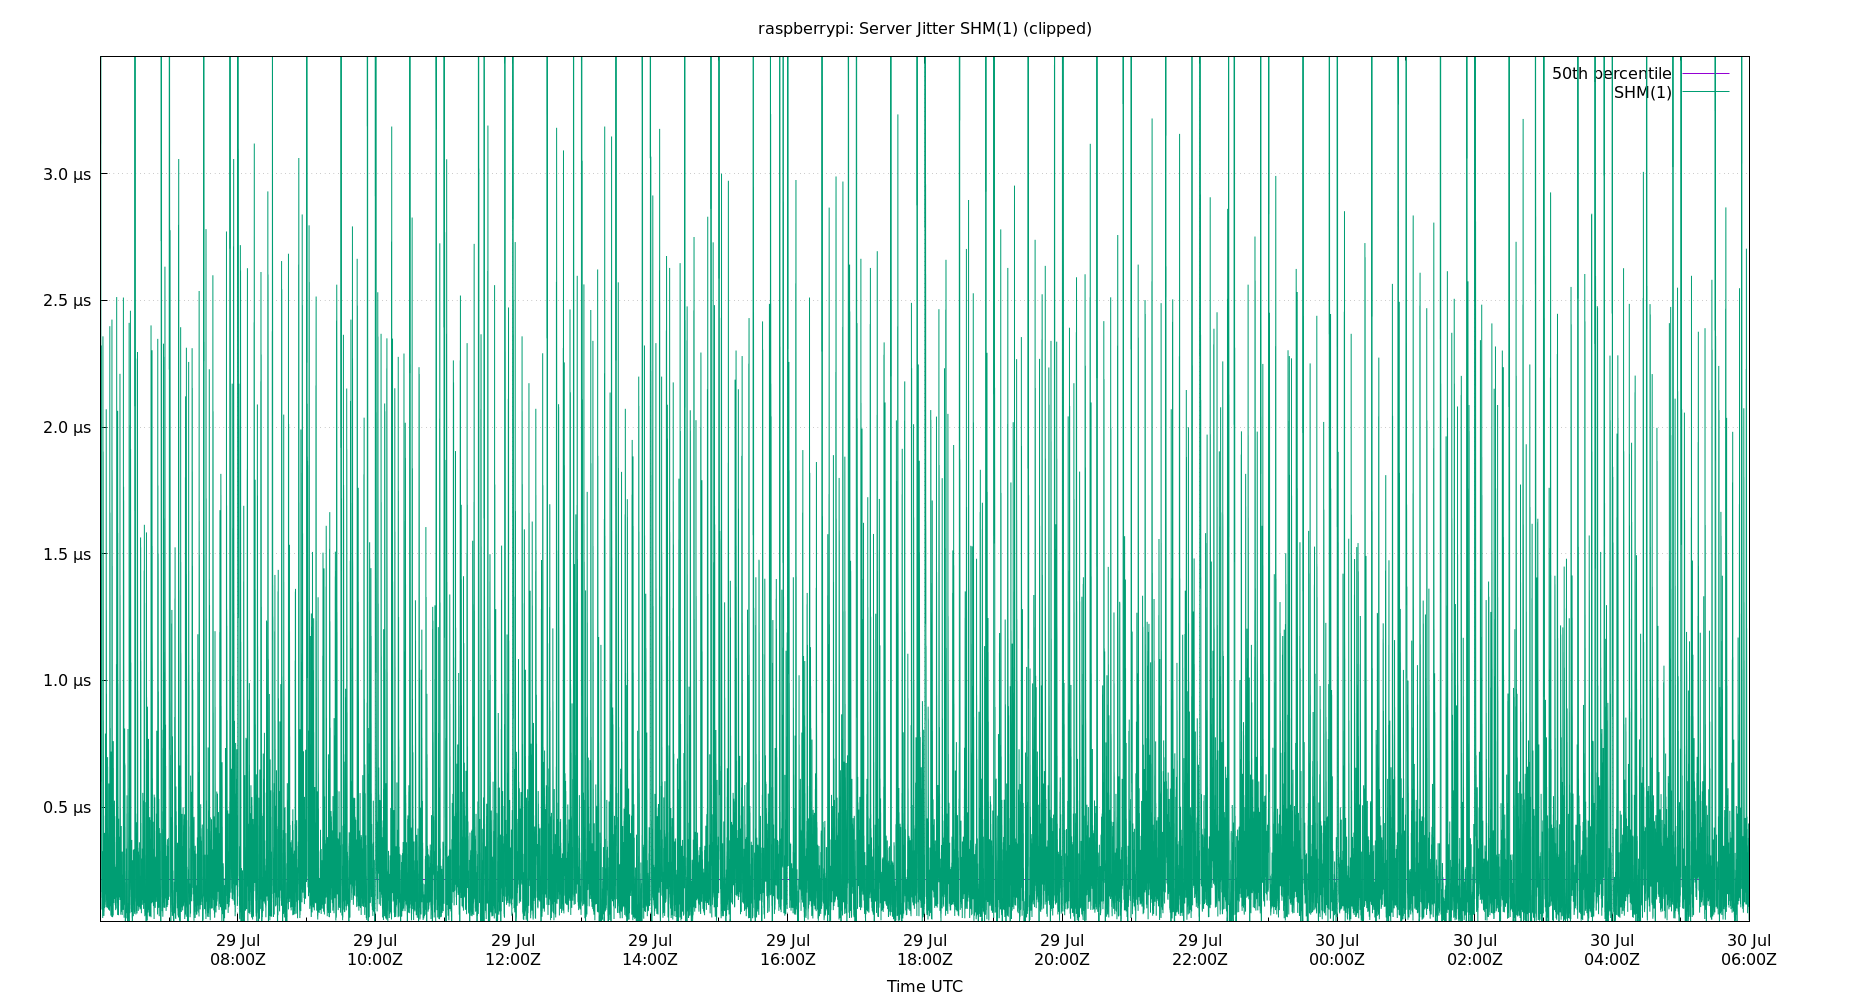 raspberrypi: Server Jitter SHM(1) (clipped)
50th percentile
SHM(1)
3.0 µs
2.5 µs
2.0 µs
1.5 µs
1.0 µs
0.5 µs
29 Jul 29 Jul 29 Jul 29 Jul 29 Jul 29 Jul 29 Jul 29 Jul 30 Jul 30 Jul 30 Jul 30 Jul
08:00Z 10:00Z 12:00Z 14:00Z 16:00Z 18:00Z 20:00Z 22:00Z 00:00Z 02:00Z 04:00Z 06:00Z
Time UTC